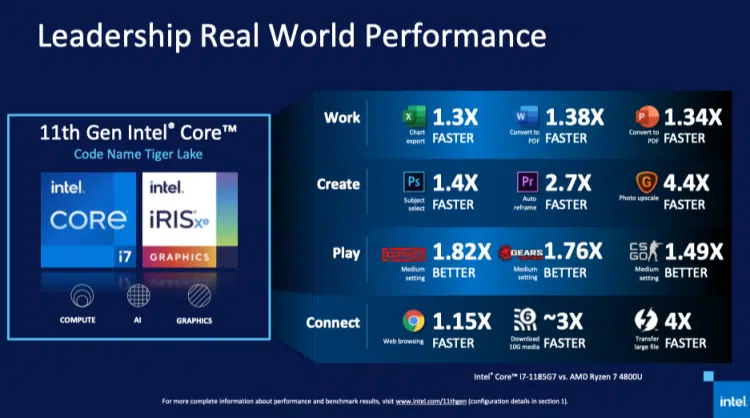 Leadership Real World Performance
11th Gen Intel® Core™
Code Name Tiger Lake
intel.
CORE
i7
intel.
iRIS Xe
GRAPHICS
COMPUTE
AI
GRAPHICS
Work
X
Chart export
1.3X FASTER
W
Convert to PDF
1.38X FASTER
P
Convert to PDF
1.34X FASTER
Create
Ps
Subject select
1.4X FASTER
Pr
Auto reframe
2.7X FASTER
G
Photo upscale
4.4X FASTER
Play
Medium setting
1.82X BETTER
GEARS
Medium setting
1.76X BETTER
CS GO
Medium setting
1.49X BETTER
Connect
Web browsing
1.15X FASTER
Download 10G media
~3X FASTER
Transfer large file
4X FASTER
Intel® Core™ i7-1185G7 vs. AMD Ryzen 7 4800U
For more complete information about performance and benchmark results, visit www.intel.com/11thgen (configuration details in section 1).
intel